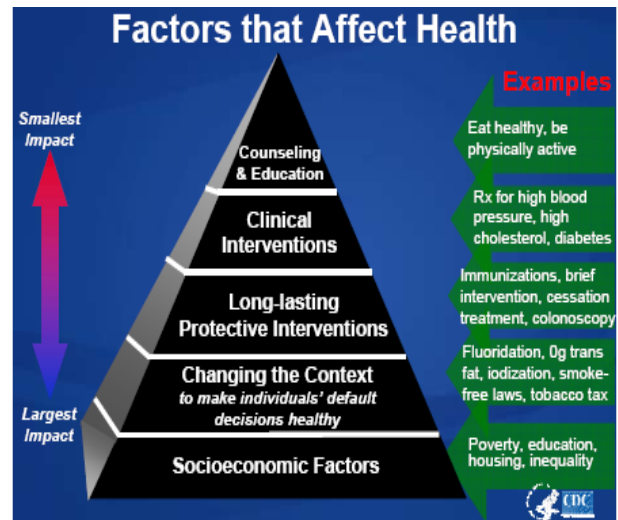 Factors that Affect Health
Examples
Smallest
Impact
Largest
Impact
Counseling
& Education
Eat healthy, be
physically active
Clinical
Interventions
Rx for high blood
pressure, high
cholesterol, diabetes
Long-lasting
Protective Interventions
Immunizations, brief
intervention, cessation
treatment, colonoscopy
Changing the Context
to make individuals' default
decisions healthy
Fluoridation, 0g trans
fat, iodization, smoke-
free laws, tobacco tax
Socioeconomic Factors
Poverty, education,
housing, inequality
CDC